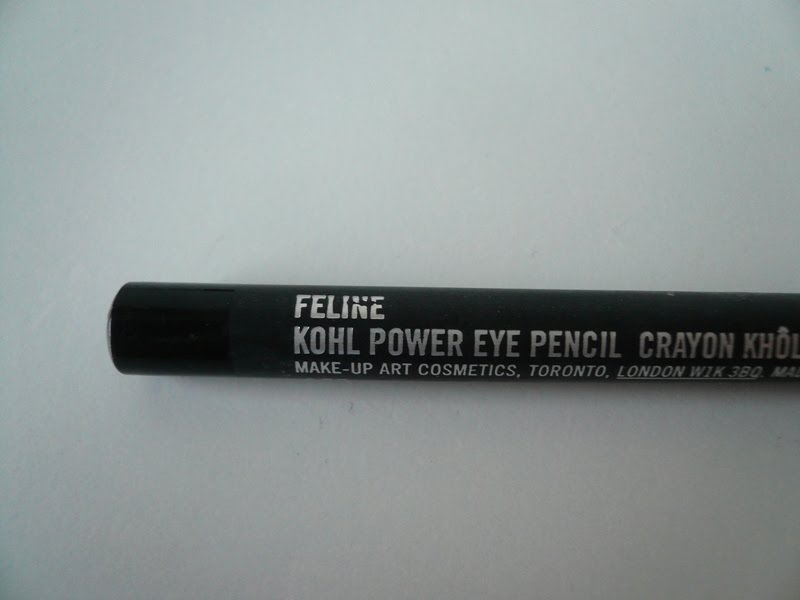 FELINE
KOHL POWER EYE PENCIL CRAYON KHÔL
MAKE-UP ART COSMETICS, TORONTO, LONDON W1K 3BQ.